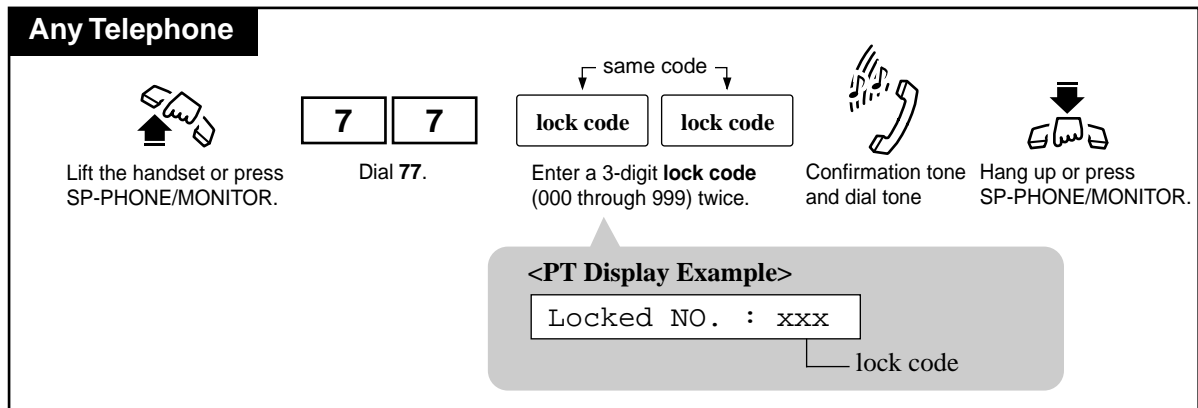 Any Telephone
same code
7 7
lock code lock code
Lift the handset or press
SP-PHONE/MONITOR.
Dial 77.
Enter a 3-digit lock code
(000 through 999) twice.
Confirmation tone
and dial tone
Hang up or press
SP-PHONE/MONITOR.
<PT Display Example>
Locked NO. : xxx
lock code